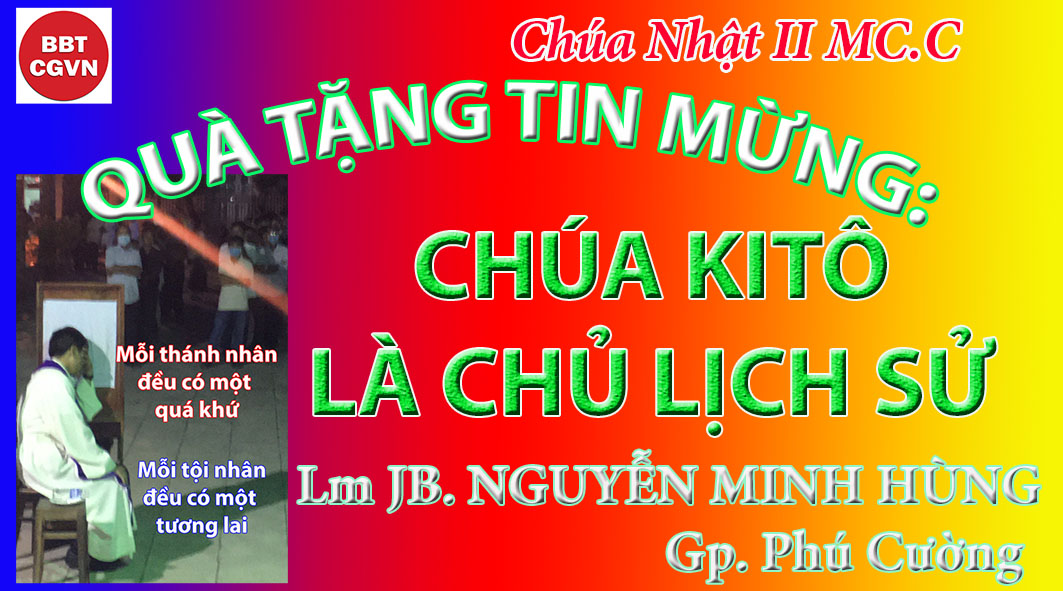 BBT
CGVN
Chúa Nhật II MC.C
QUÀ TẶNG TIN MỪNG:
CHÚA KITÔ
LÀ CHỦ LỊCH SỬ
Mỗi thánh nhân
đều có một
quá khứ
Mỗi tội nhân
đều có một
tương lai
Lm JB. NGUYỄN MINH HÙNG
Gp. Phú Cường